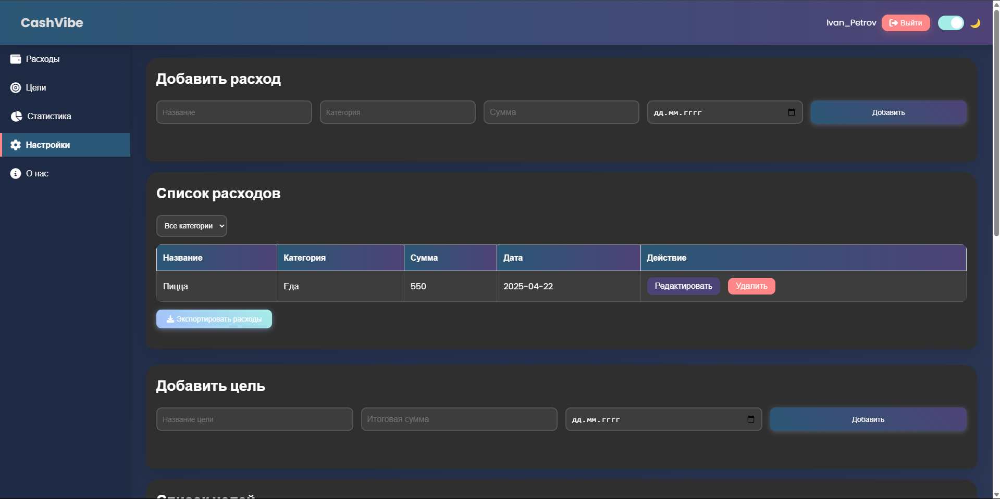 CashVibe
Ivan_Petrov
Выйти
Расходы
Цели
Статистика
Настройки
О нас
Добавить расход
Название
Категория
Сумма
дд.мм.гггг
Добавить
Список расходов
Все категории
Название Категория Сумма Дата Действие
Пицца Еда 550 2025-04-22 Редактировать Удалить
Экспортировать расходы
Добавить цель
Название цели
Итоговая сумма
дд.мм.гггг
Добавить
Список целей